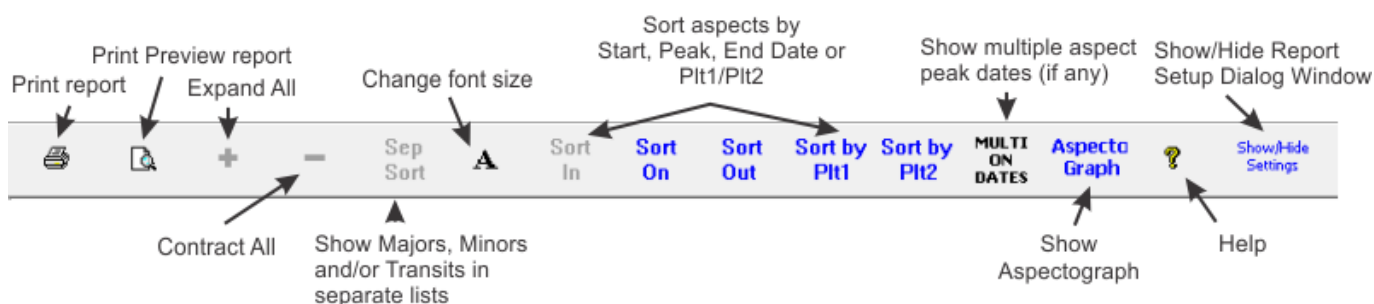 Sort aspects by
Start, Peak, End Date or
Plt1/Plt2
Print Preview report
Show multiple aspect
peak dates (if any)
Show/Hide Report
Setup Dialog Window
Print report
Expand All
Change font size
Sep
Sort
A
Sort
In
Sort
On
Sort
Out
Sort by
Plt1
Sort by
Plt2
MULTI
ON
DATES
Aspecto
Graph
?
Show/Hide
Settings
Contract All
Show Majors, Minors
and/or Transits in
separate lists
Show
Aspectograph
Help